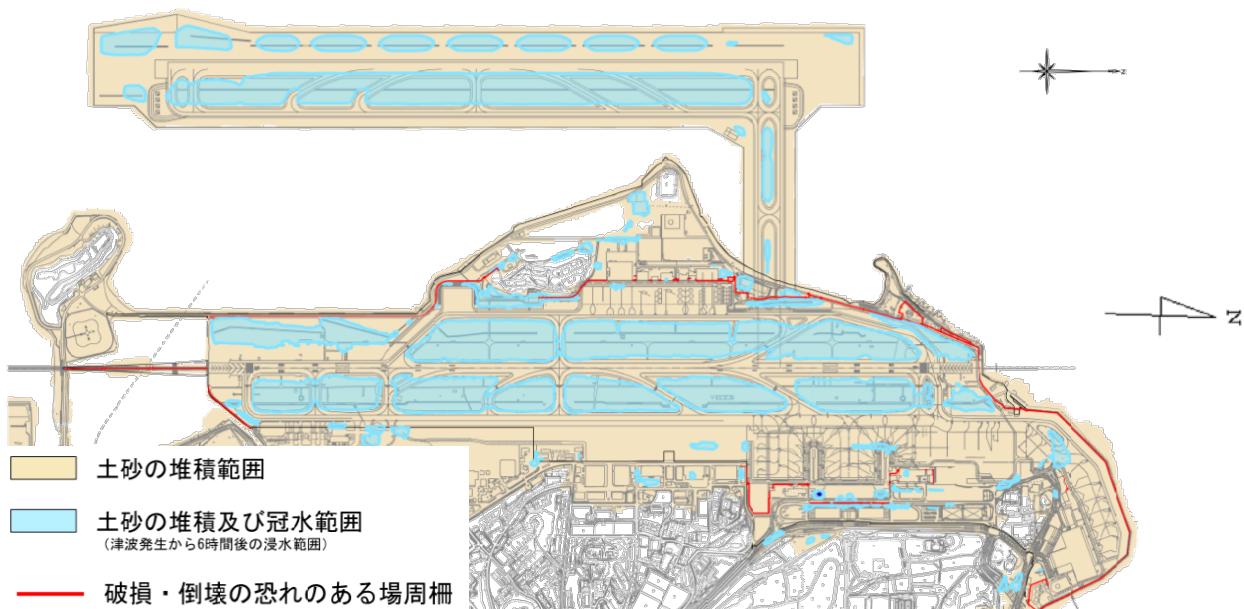 N
N
土砂の堆積範囲
土砂の堆積及び冠水範囲
(津波発生から6時間後の浸水範囲)
破損・倒壊の恐れのある場周柵